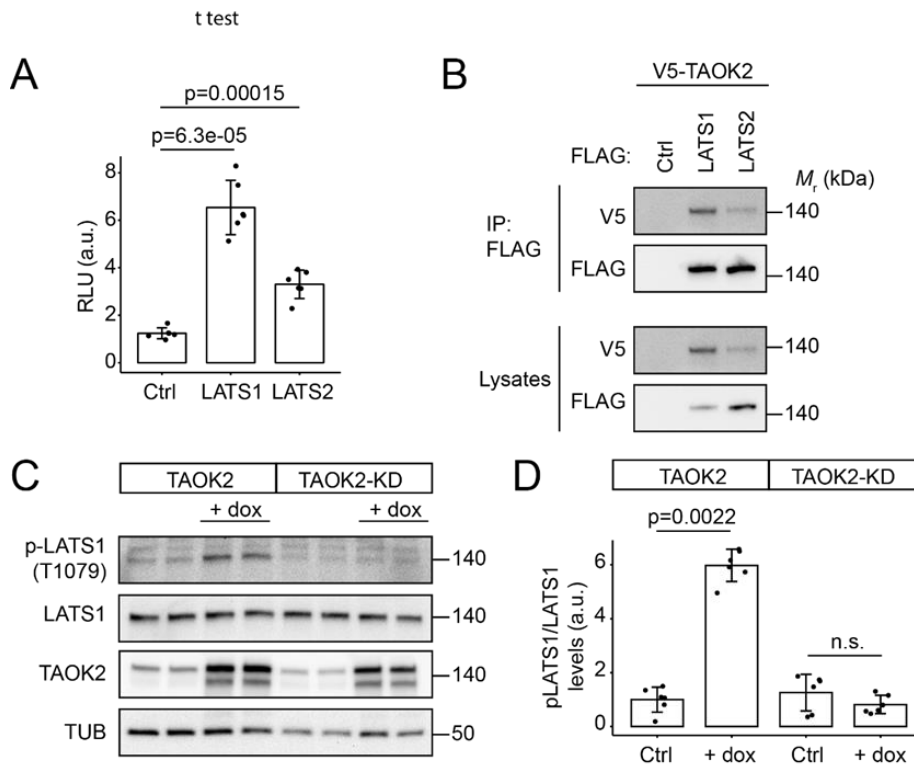 t test
A
p=0.00015
p=6.3e-05
RLU (a.u.)
8
6
4
2
0
Ctrl
LATS1
LATS2
B
V5-TAOK2
FLAG:
Ctrl
LATS1
LATS2
Mr (kDa)
IP:
FLAG
V5
140
FLAG
140
Lysates
V5
140
FLAG
140
C
TAOK2
TAOK2-KD
+ dox
+ dox
p-LATS1
(T1079)
140
LATS1
140
TAOK2
140
TUB
50
D
TAOK2
TAOK2-KD
p=0.0022
n.s.
pLATS1/LATS1
levels (a.u.)
6
4
2
0
Ctrl
+ dox
Ctrl
+ dox